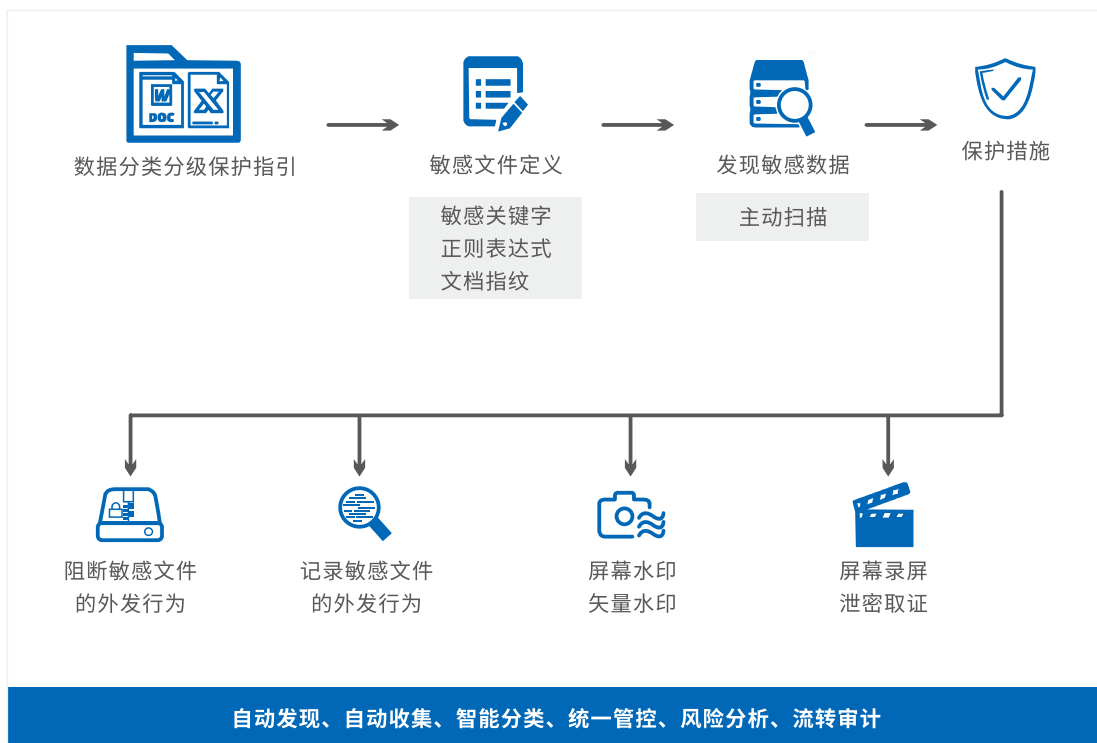 W
DOC
X
数据分类分级保护指引
敏感文件定义
发现敏感数据
保护措施
敏感关键字
正则表达式
文档指纹
主动扫描
阻断敏感文件
的外发行为
记录敏感文件
的外发行为
屏幕水印
矢量水印
屏幕录屏
泄密取证
自动发现、自动收集、智能分类、统一管控、风险分析、流转审计